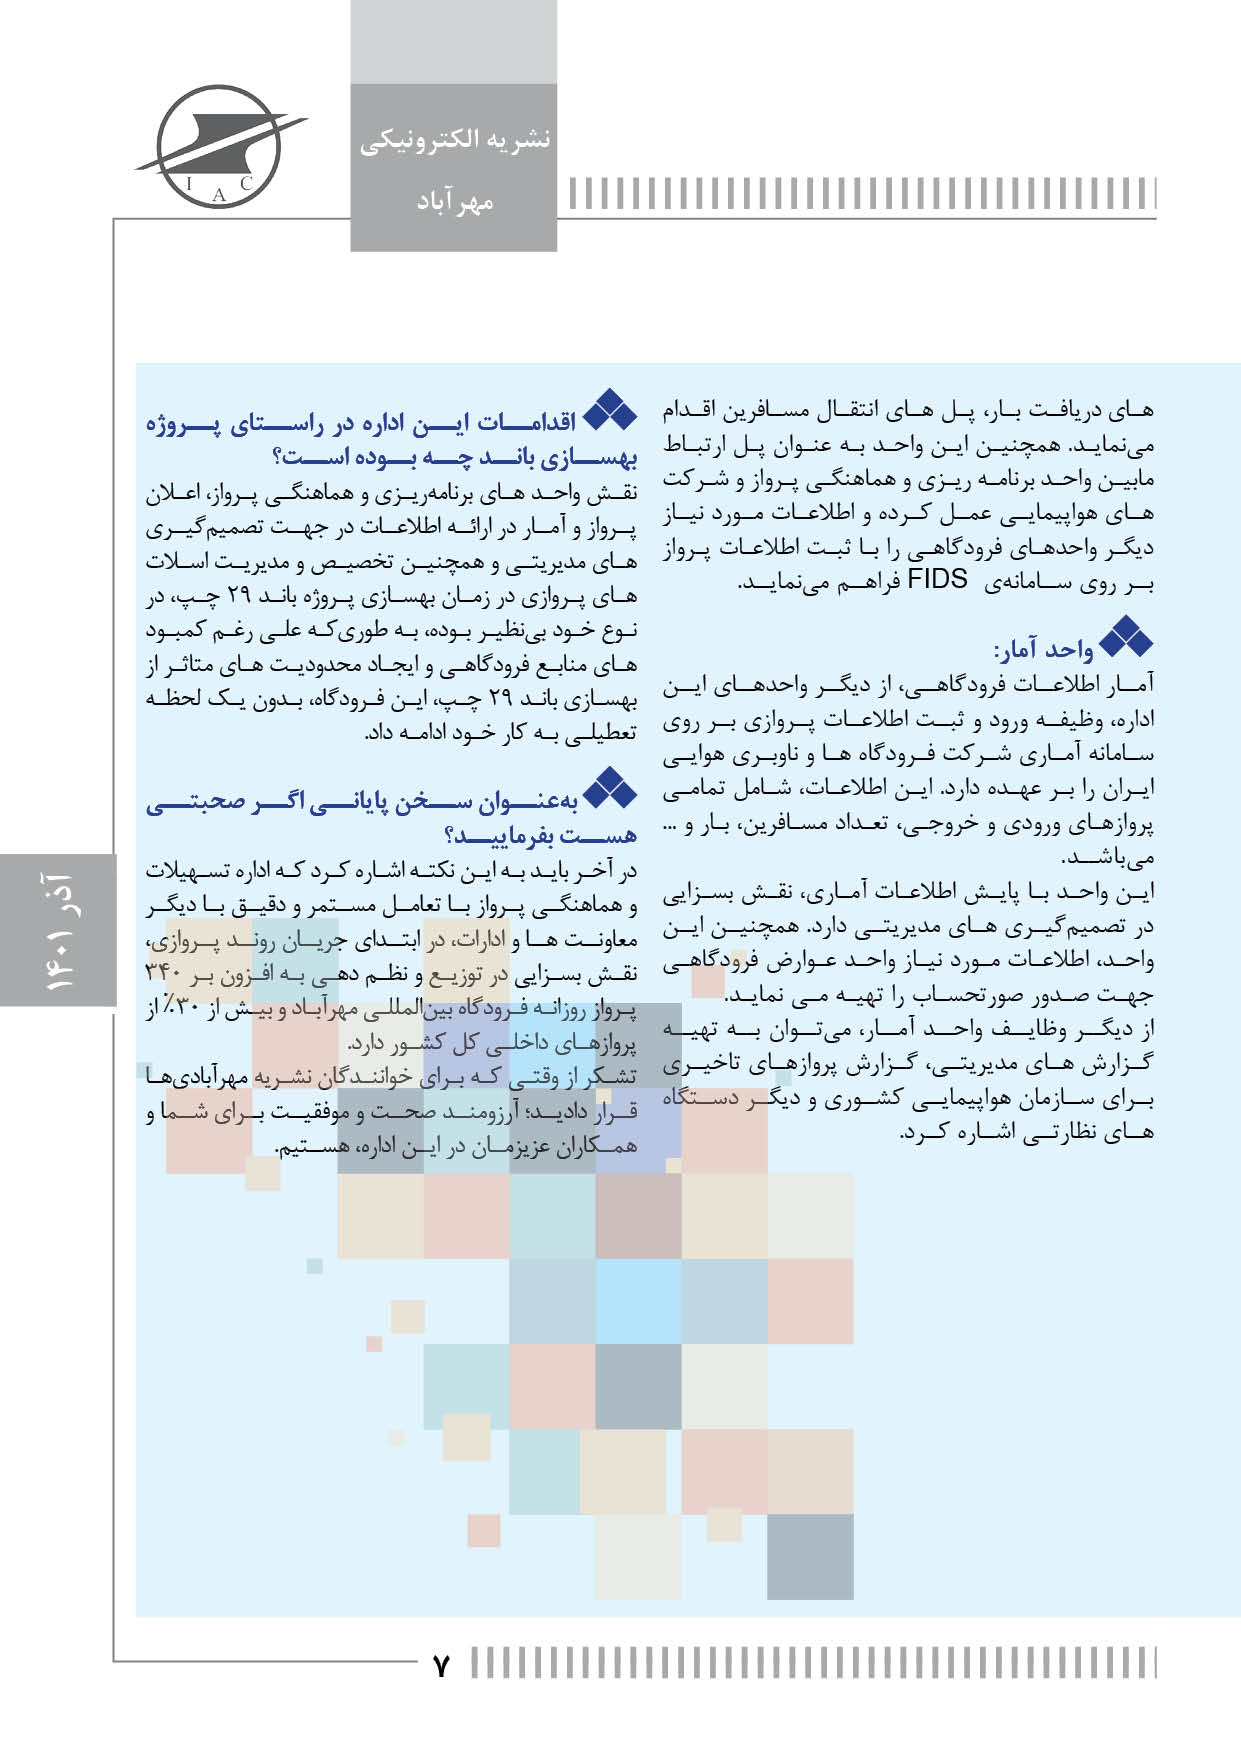 نشریه الکترونیکی
مهرآباد
I A C
های دریافت بار، پل های انتقال مسافرین اقدام
می‌نماید. همچنین این واحد به عنوان پل ارتباط
مابین واحد برنامه ریزی و هماهنگی پرواز و شرکت
های هواپیمایی عمل کرده و اطلاعات مورد نیاز
دیگر واحدهای فرودگاهی را با ثبت اطلاعات پرواز
بر روی سامانه‌ی FIDS فراهم می‌نماید.
واحد آمار:
آمار اطلاعات فرودگاهی، از دیگر واحدهای این
اداره، وظیفه ورود و ثبت اطلاعات پروازی بر روی
سامانه آماری شرکت فرودگاه ها و ناوبری هوایی
ایران را بر عهده دارد. این اطلاعات، شامل تمامی
پروازهای ورودی و خروجی، تعداد مسافرین، بار و ...
می‌باشد.
این واحد با پایش اطلاعات آماری، نقش بسزایی
در تصمیم‌گیری های مدیریتی دارد. همچنین این
واحد، اطلاعات مورد نیاز واحد عوارض فرودگاهی
جهت صدور صورتحساب را تهیه می نماید.
از دیگر وظایف واحد آمار، می‌توان به تهیه
گزارش های مدیریتی، گزارش پروازهای تاخیری
برای سازمان هواپیمایی کشوری و دیگر دستگاه
های نظارتی اشاره کرد.
اقدامات این اداره در راستای پروژه
بهسازی باند چه بوده است؟
نقش واحد های برنامه‌ریزی و هماهنگی پرواز، اعلان
پرواز و آمار در ارائه اطلاعات در جهت تصمیم‌گیری
های مدیریتی و همچنین تخصیص و مدیریت اسلات
های پروازی در زمان بهسازی پروژه باند ۲۹ چپ، در
نوع خود بی‌نظیر بوده، به طوری‌که علی رغم کمبود
های منابع فرودگاهی و ایجاد محدودیت های متاثر از
بهسازی باند ۲۹ چپ، این فرودگاه، بدون یک لحظه
تعطیلی به کار خود ادامه داد.
به‌عنوان سخن پایانی اگر صحبتی
هست بفرمایید؟
در آخر باید به این نکته اشاره کرد که اداره تسهیلات
و هماهنگی پرواز با تعامل مستمر و دقیق با دیگر
معاونت ها و ادارات، در ابتدای جریان روند پروازی،
نقش بسزایی در توزیع و نظم دهی به افزون بر ۳۴۰
پرواز روزانه فرودگاه بین‌المللی مهرآباد و بیش از ۳۰٪ از
پروازهای داخلی کل کشور دارد.
تشکر از وقتی که برای خوانندگان نشریه مهرآبادی‌ها
قرار دادید؛ آرزومند صحت و موفقیت برای شما و
همکاران عزیزمان در این اداره، هستیم.
آذر ۱۴۰۱
۷